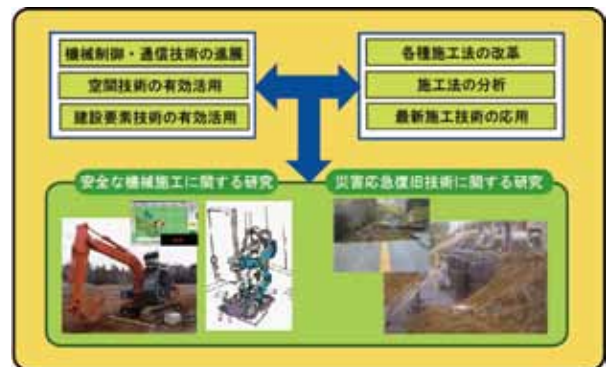 機械制御・通信技術の進展
空間技術の有効活用
建設要素技術の有効活用
各種施工法の改革
施工法の分析
最新施工技術の応用
安全な機械施工に関する研究
災害応急復旧技術に関する研究